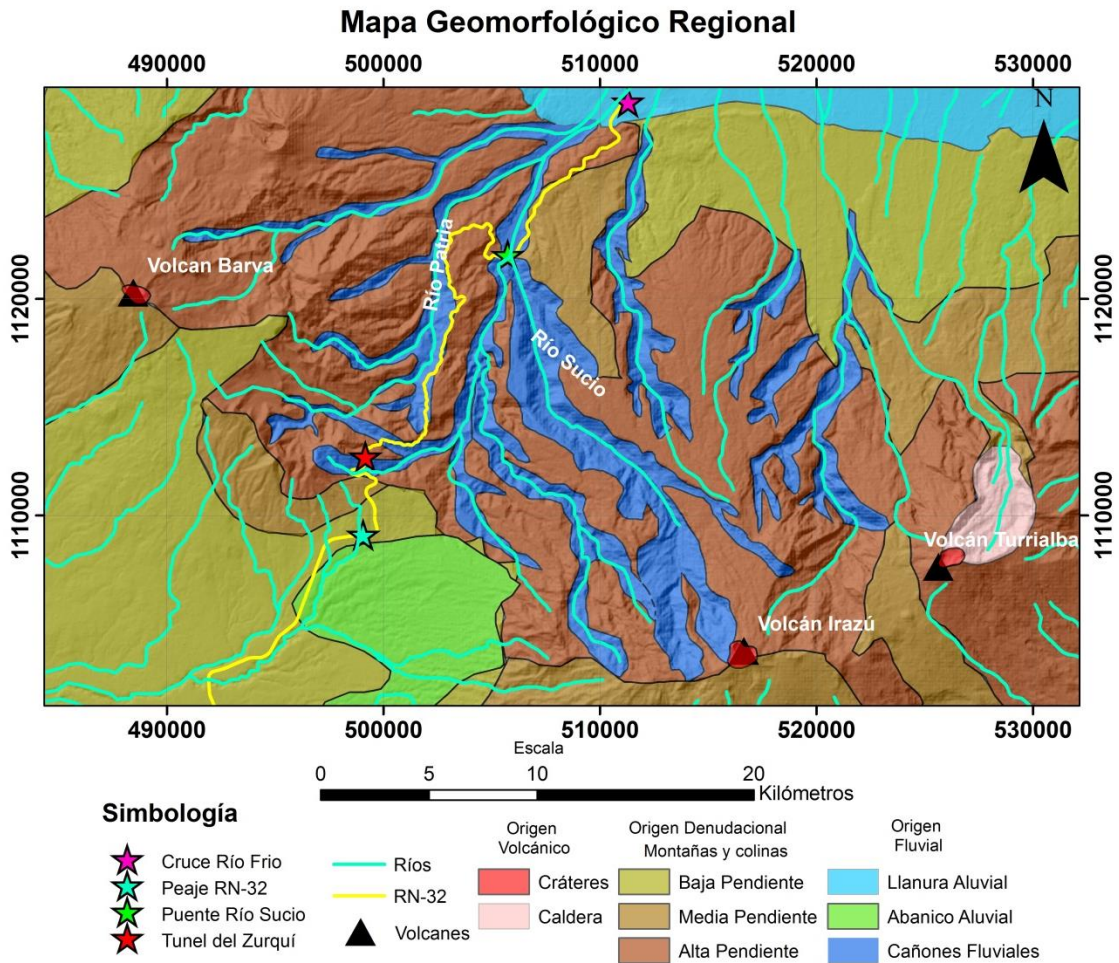 Mapa Geomorfológico Regional
490000 500000 510000 520000 530000
N
1120000
1110000
1120000
1110000
Volcan Barva
Río Patria
Río Sucio
Volcán Turrialba
Volcán Irazú
490000 500000 510000 520000 530000
Escala
0 5 10 20
Kilómetros
Simbología
Cruce Río Frio
Peaje RN-32
Puente Río Sucio
Tunel del Zurquí
Ríos
RN-32
Volcanes
Origen
Volcánico
Cráteres
Caldera
Origen Denudacional
Montañas y colinas
Baja Pendiente
Media Pendiente
Alta Pendiente
Origen
Fluvial
Llanura Aluvial
Abanico Aluvial
Cañones Fluviales